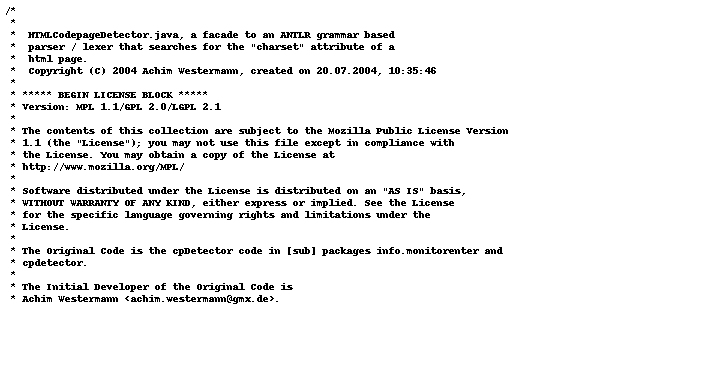 /*
 *
 *  HTMLCodepageDetector.java, a facade to an ANTLR grammar based
 *  parser / lexer that searches for the "charset" attribute of a
 *  html page.
 *  Copyright (C) 2004 Achim Westermann, created on 20.07.2004, 10:35:46
 *
 * ***** BEGIN LICENSE BLOCK *****
 * Version: MPL 1.1/GPL 2.0/LGPL 2.1
 *
 * The contents of this collection are subject to the Mozilla Public License Version
 * 1.1 (the "License"); you may not use this file except in compliance with
 * the License. You may obtain a copy of the License at
 * http://www.mozilla.org/MPL/
 *
 * Software distributed under the License is distributed on an "AS IS" basis,
 * WITHOUT WARRANTY OF ANY KIND, either express or implied. See the License
 * for the specific language governing rights and limitations under the
 * License.
 *
 * The Original Code is the cpDetector code in [sub] packages info.monitorenter and
 * cpdetector.
 *
 * The Initial Developer of the Original Code is
 * Achim Westermann <achim.westermann@gmx.de>.